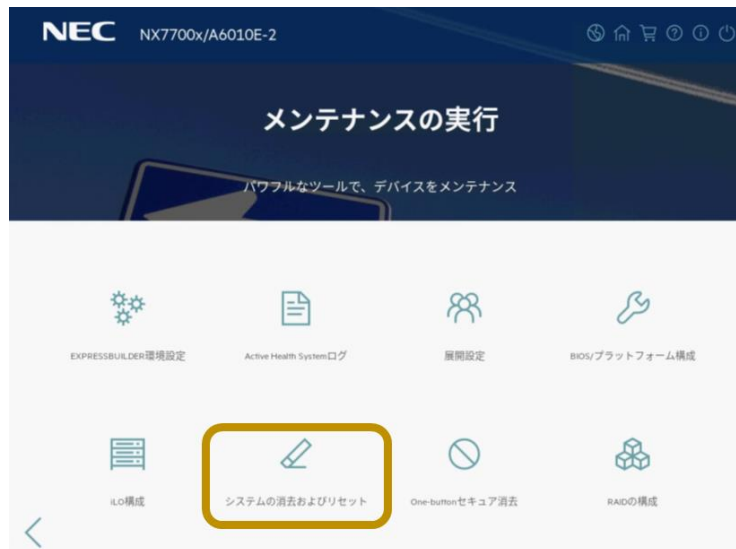 NEC NX7700x/A6010E-2
メンテナンスの実行
パワフルなツールで、デバイスをメンテナンス
EXPRESSBUILDER環境設定
Active Health Systemログ
展開設定
BIOS/プラットフォーム構成
iLO構成
システムの消去およびリセット
One-buttonセキュア消去
RAIDの構成